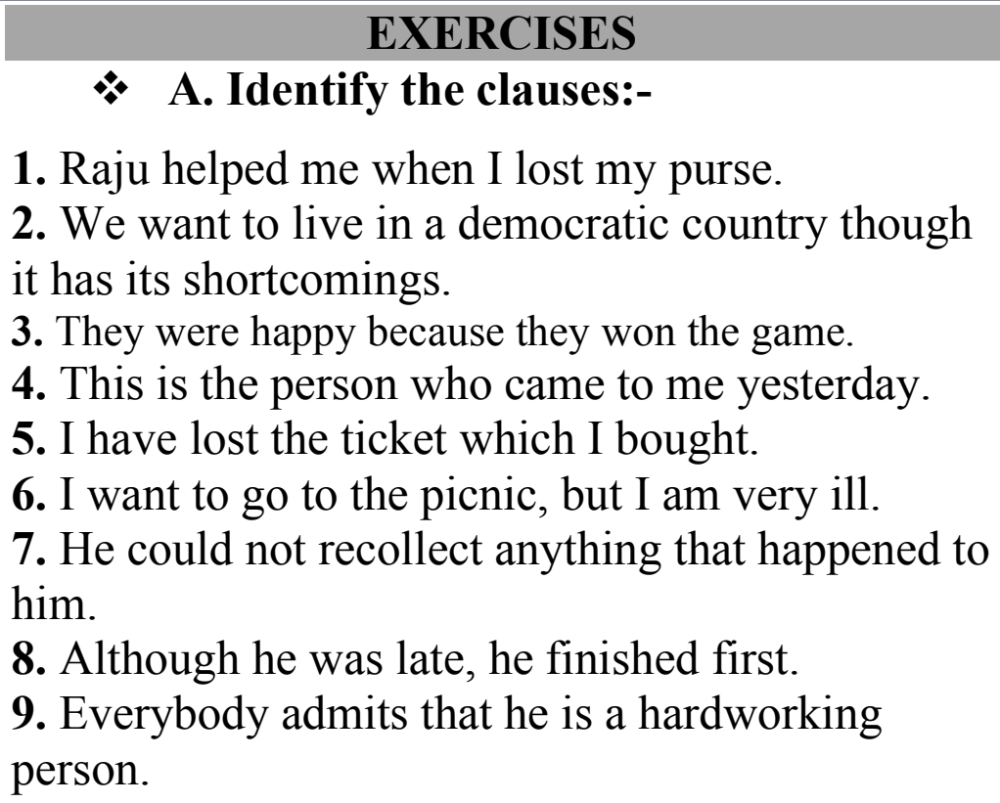 EXERCISES
❖ A. Identify the clauses:-
1. Raju helped me when I lost my purse.
2. We want to live in a democratic country though
it has its shortcomings.
3. They were happy because they won the game.
4. This is the person who came to me yesterday.
5. I have lost the ticket which I bought.
6. I want to go to the picnic, but I am very ill.
7. He could not recollect anything that happened to
him.
8. Although he was late, he finished first.
9. Everybody admits that he is a hardworking
person.